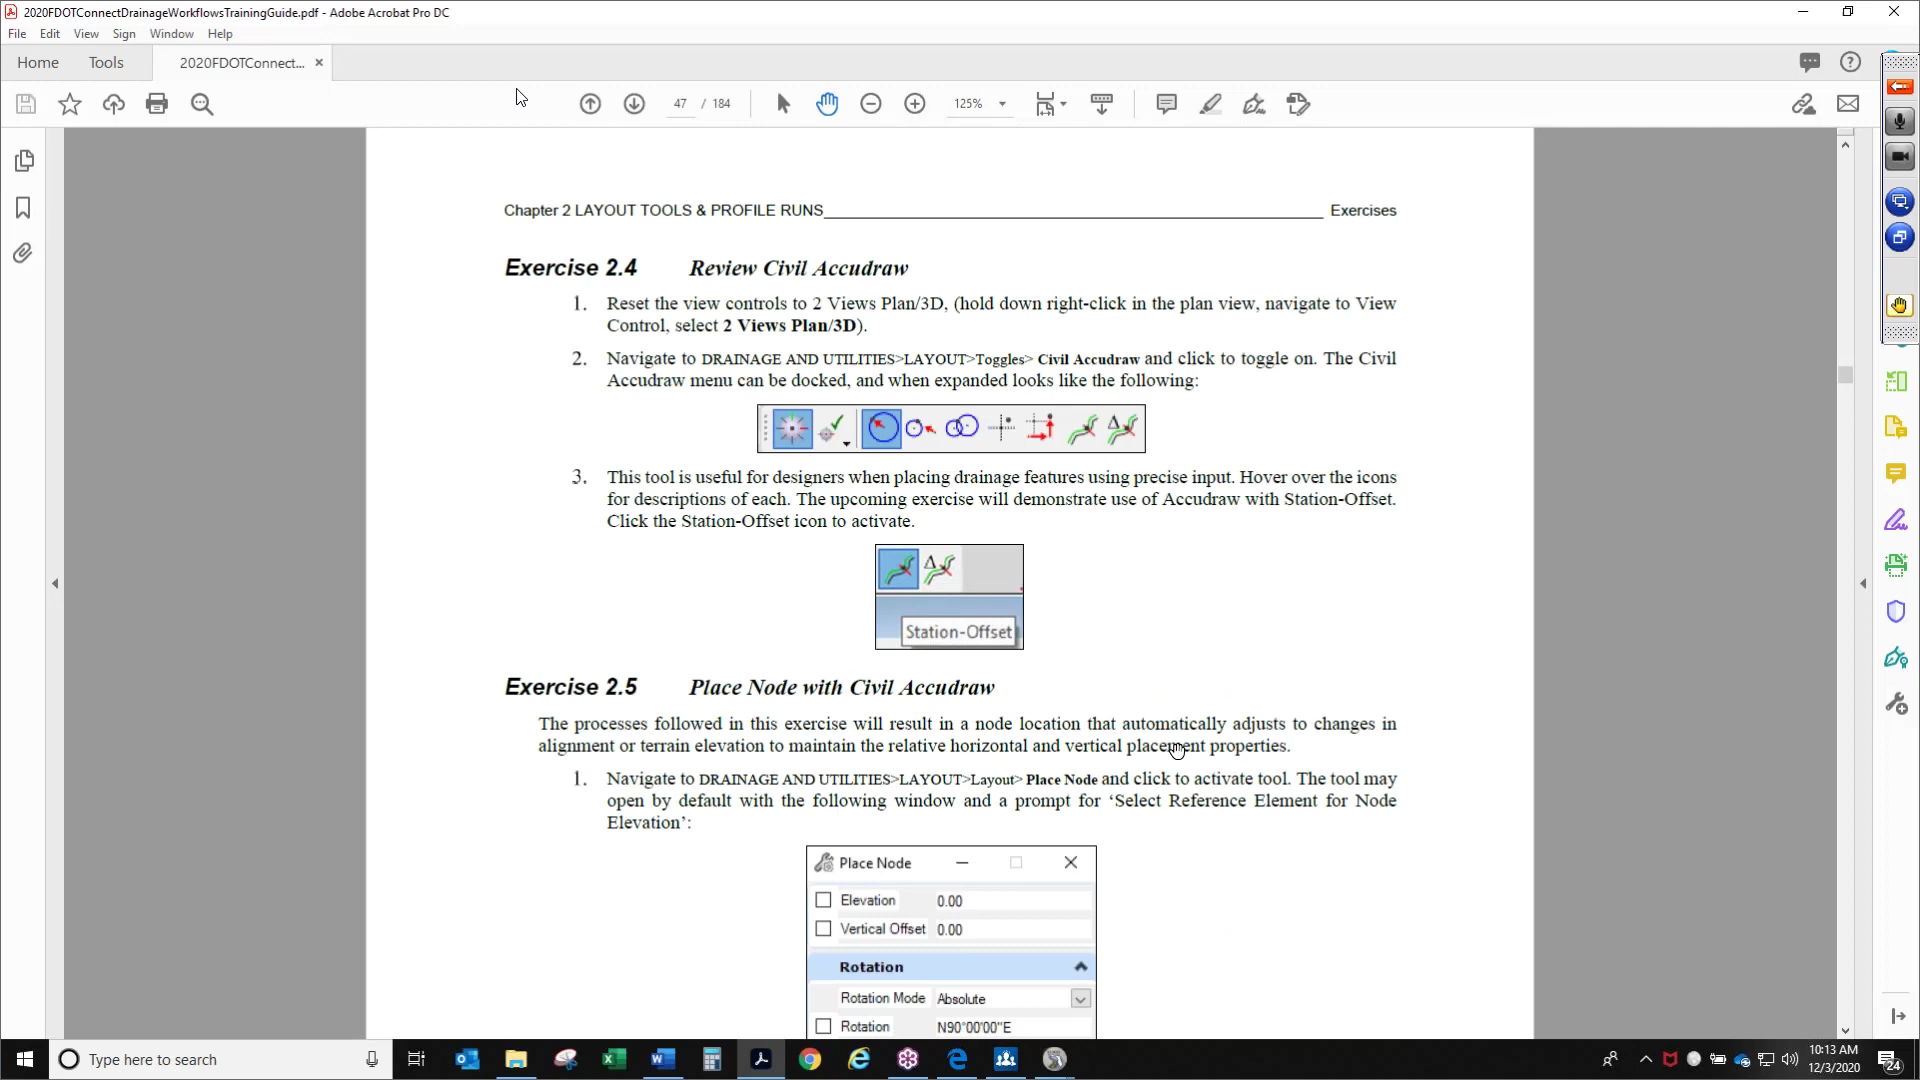 2020FDOTConnectDrainageWorkflowsTrainingGuide.pdf - Adobe Acrobat Pro DC
File Edit View Sign Window Help
Home Tools 2020FDOTConnect... ×
47 / 184 125%
Chapter 2 LAYOUT TOOLS & PROFILE RUNS Exercises
Exercise 2.4 Review Civil Accudraw
1. Reset the view controls to 2 Views Plan/3D, (hold down right-click in the plan view, navigate to View
Control, select 2 Views Plan/3D).
2. Navigate to DRAINAGE AND UTILITIES>LAYOUT>Toggles> Civil Accudraw and click to toggle on. The Civil
Accudraw menu can be docked, and when expanded looks like the following:
3. This tool is useful for designers when placing drainage features using precise input. Hover over the icons
for descriptions of each. The upcoming exercise will demonstrate use of Accudraw with Station-Offset.
Click the Station-Offset icon to activate.
Station-Offset
Exercise 2.5 Place Node with Civil Accudraw
The processes followed in this exercise will result in a node location that automatically adjusts to changes in
alignment or terrain elevation to maintain the relative horizontal and vertical placement properties.
1. Navigate to DRAINAGE AND UTILITIES>LAYOUT>Layout> Place Node and click to activate tool. The tool may
open by default with the following window and a prompt for ‘Select Reference Element for Node
Elevation’:
Place Node
Elevation 0.00
Vertical Offset 0.00
Rotation
Rotation Mode Absolute
Rotation N90°00'00"E
Type here to search
10:13 AM
12/3/2020
24